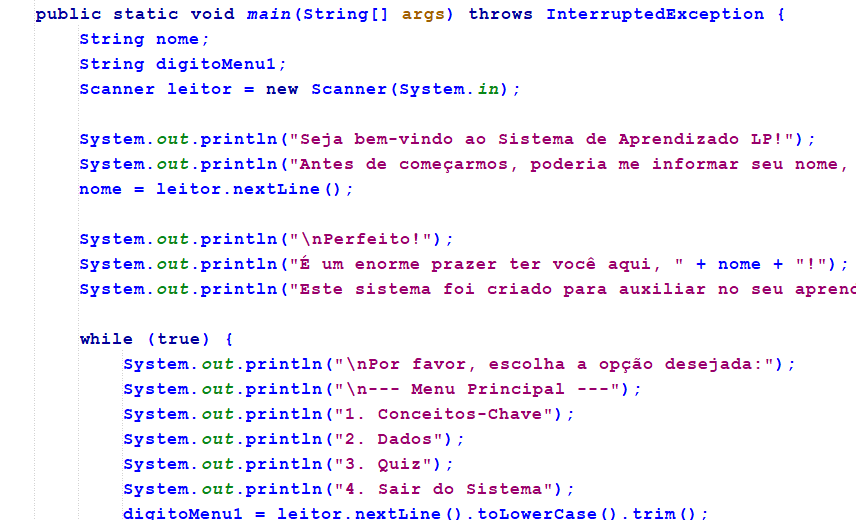 public static void main(String[] args) throws InterruptedException {
String nome;
String digitoMenu1;
Scanner leitor = new Scanner(System.in);
System.out.println("Seja bem-vindo ao Sistema de Aprendizado LP!");
System.out.println("Antes de começarmos, poderia me informar seu nome,
nome = leitor.nextLine();
System.out.println("\nPerfeito!");
System.out.println("É um enorme prazer ter você aqui, " + nome + "!");
System.out.println("Este sistema foi criado para auxiliar no seu
while (true) {
System.out.println("\nPor favor, escolha a opção desejada:");
System.out.println("\n--- Menu Principal ---");
System.out.println("1. Conceitos-Chave");
System.out.println("2. Dados");
System.out.println("3. Quiz");
System.out.println("4. Sair do Sistema");
digitoMenu1 = leitor.nextLine().toLowerCase().trim();